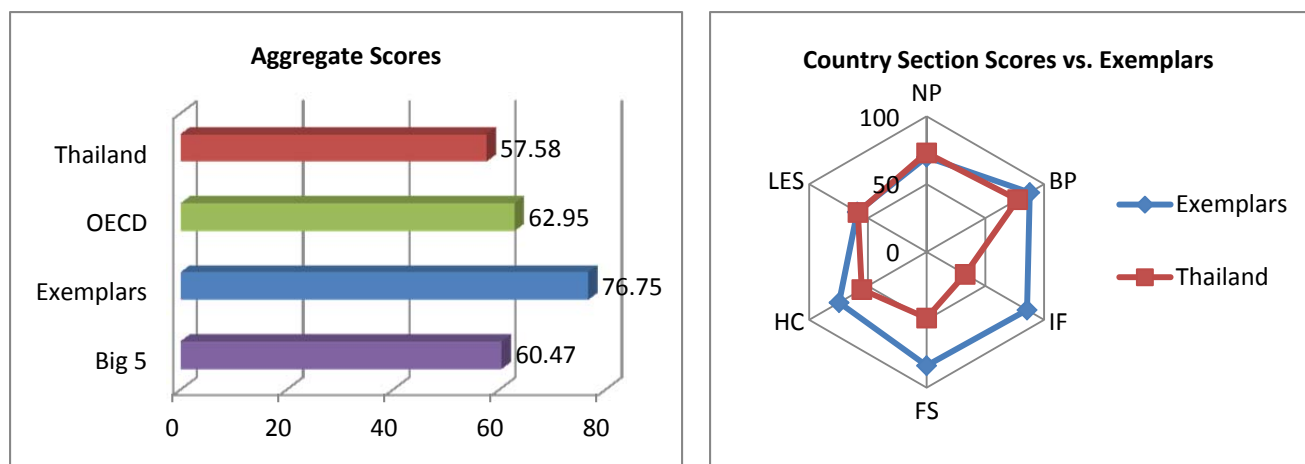 Aggregate Scores
Thailand
57.58
OECD
62.95
Exemplars
76.75
Big 5
60.47
0 20 40 60 80
Country Section Scores vs. Exemplars
NP
100
LES
50
BP
0
HC
IF
FS
Exemplars
Thailand